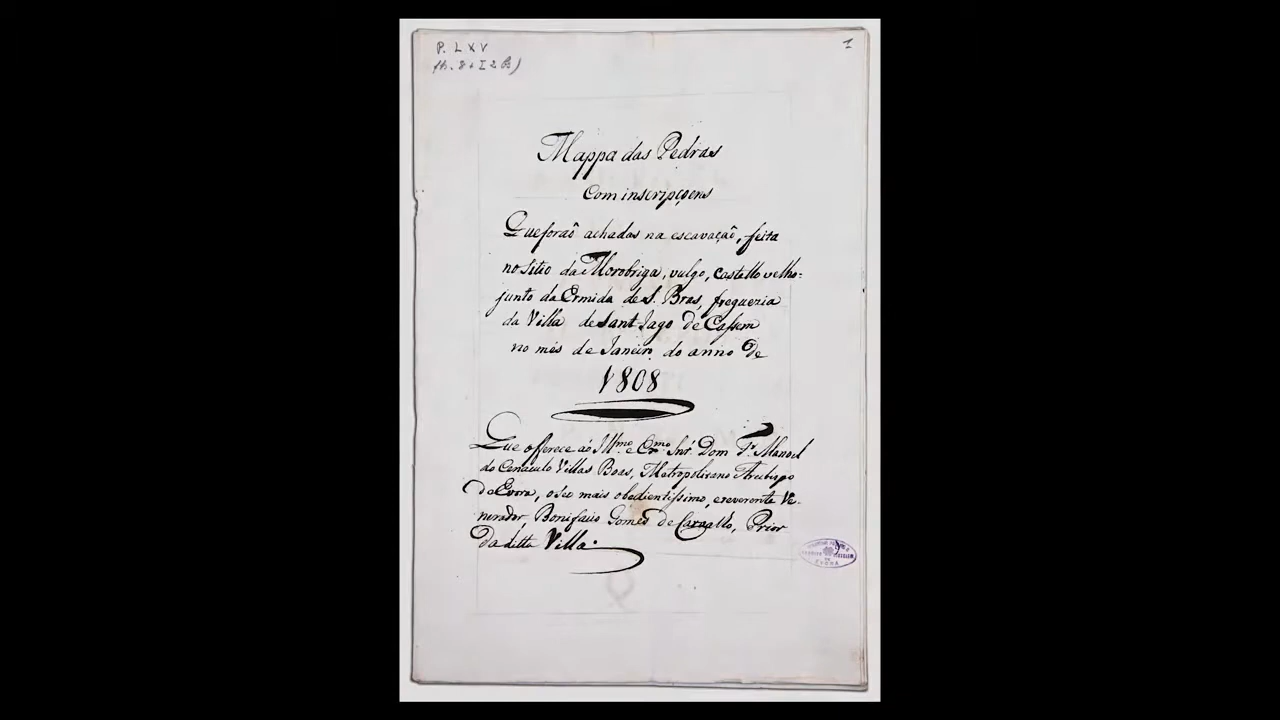 P. LXV
1
Mappa das Pedras
Com inscripçoens
Que foraõ achadas na escavaçaõ, feita
no Sitio da Merobriga, vulgo, Castello velho=
junto da Ermida de S. Bras, freguezia
da Villa de Sant-Iago de Cassem
no mês de Janeiro do anno de
1808
Que offerece áo Illmo e Exmo Snr. Dom Fr. Manoel
do Cenaculo Villas Boas, Metropolitano Arcebispo
de Evora, o seo mais obedientissimo, e reverente Ve-
nerador, Bonifacio Gomes de Carvalho, Prior
da ditta Villa.
EVORA